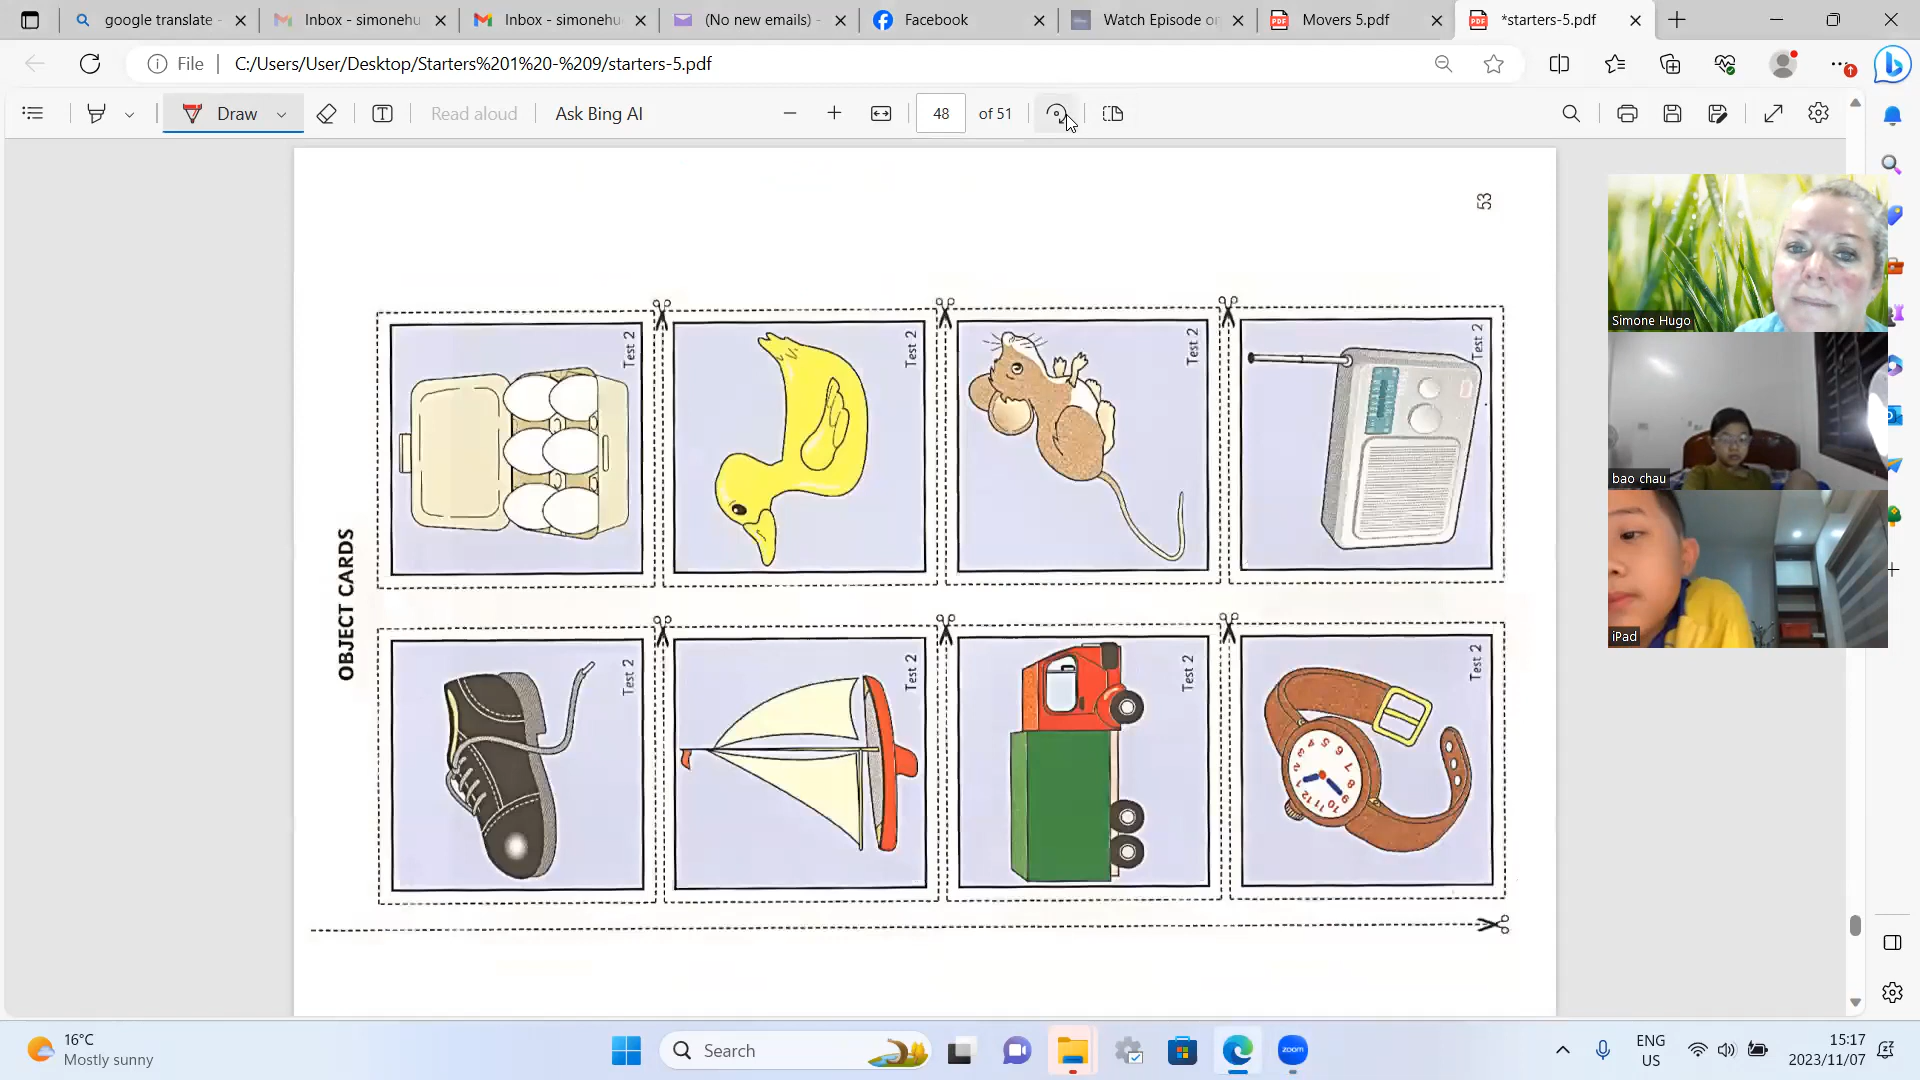 google translate -
Inbox - simonehu
Inbox - simonehu
(No new emails) -
Facebook
Watch Episode or
Movers 5.pdf
*starters-5.pdf
File
C:/Users/User/Desktop/Starters%201%20-%209/starters-5.pdf
Draw
Read aloud
Ask Bing AI
48
of 51
53
OBJECT CARDS
Test 2
Test 2
Test 2
Test 2
Test 2
Test 2
Test 2
Test 2
Simone Hugo
bao chau
iPad
16°C
Mostly sunny
Search
zoom
ENG
US
15:17
2023/11/07